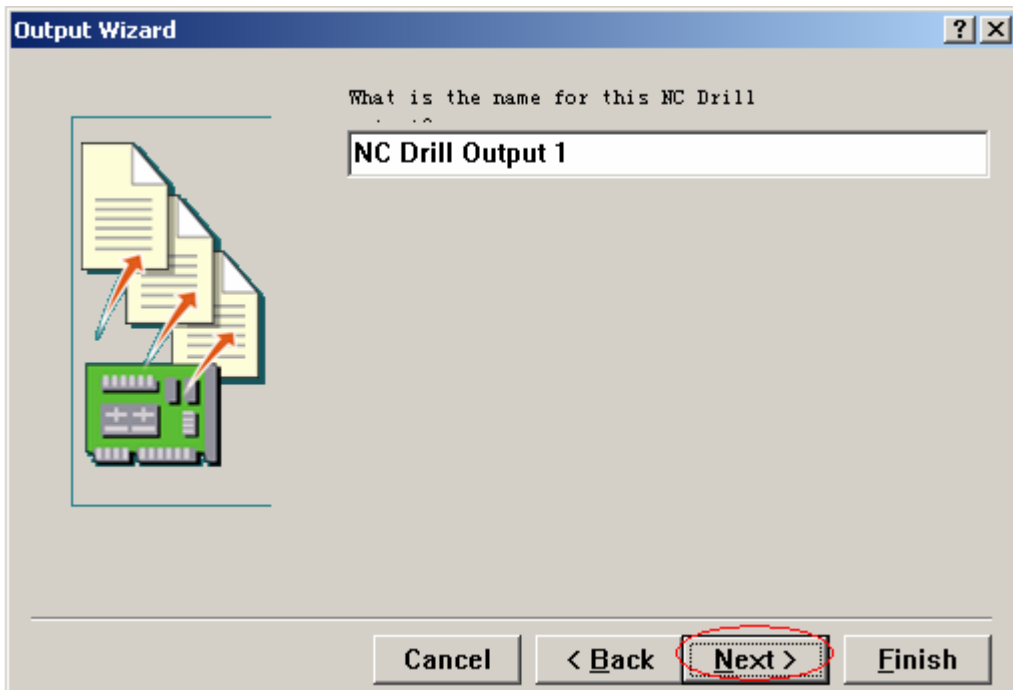 Output Wizard
What is the name for this NC Drill
NC Drill Output 1
Cancel
< Back
Next >
Finish